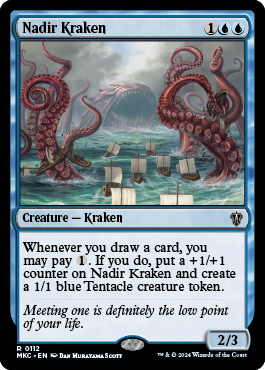 Nadir Kraken 1
Creature — Kraken
Whenever you draw a card, you
may pay 1. If you do, put a +1/+1
counter on Nadir Kraken and create
a 1/1 blue Tentacle creature token.
Meeting one is definitely the low point
of your life.
2/3
R 0112
MKC • EN Dan Murayama Scott
™ & © 2024 Wizards of the Coast